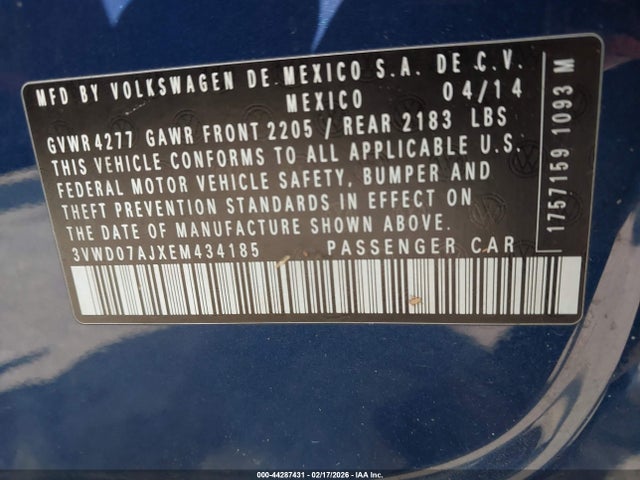 MFD BY VOLKSWAGEN DE MEXICO S.A. DE C.V.
MEXICO 04/14
GVWR 4277 GAWR FRONT 2205 / REAR 2183 LBS
THIS VEHICLE CONFORMS TO ALL APPLICABLE U.S.
FEDERAL MOTOR VEHICLE SAFETY, BUMPER AND
THEFT PREVENTION STANDARDS IN EFFECT ON
THE DATE OF MANUFACTURE SHOWN ABOVE.
3VWD07AJXEM434185 PASSENGER CAR
1757159 1093 M
000-44287431 - 02/17/2026 - IAA Inc.